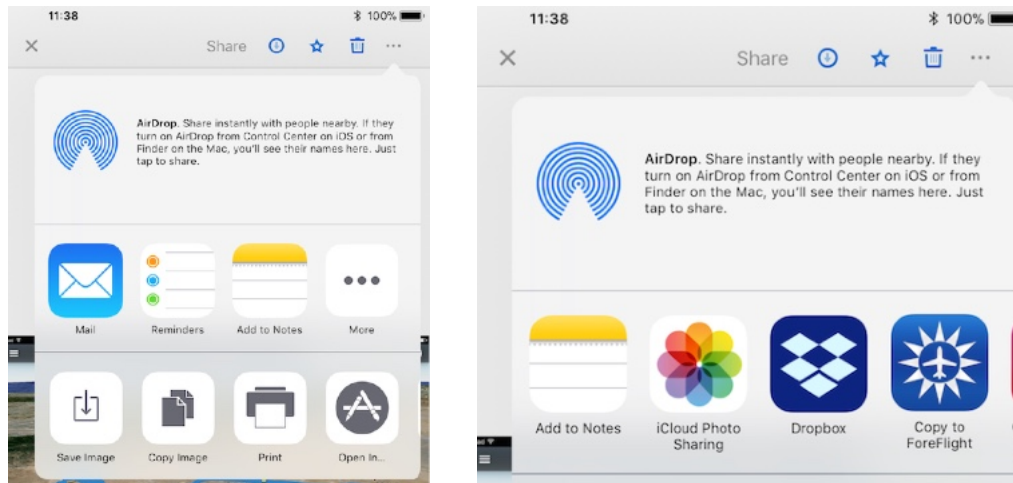 11:38
100%
Share
AirDrop. Share instantly with people nearby. If they
turn on AirDrop from Control Center on iOS or from
Finder on the Mac, you'll see their names here. Just
tap to share.
Mail
Reminders
Add to Notes
More
Save Image
Copy Image
Print
Open In...
11:38
100%
Share
AirDrop. Share instantly with people nearby. If they
turn on AirDrop from Control Center on iOS or from
Finder on the Mac, you'll see their names here. Just
tap to share.
Add to Notes
iCloud Photo
Sharing
Dropbox
Copy to
ForeFlight